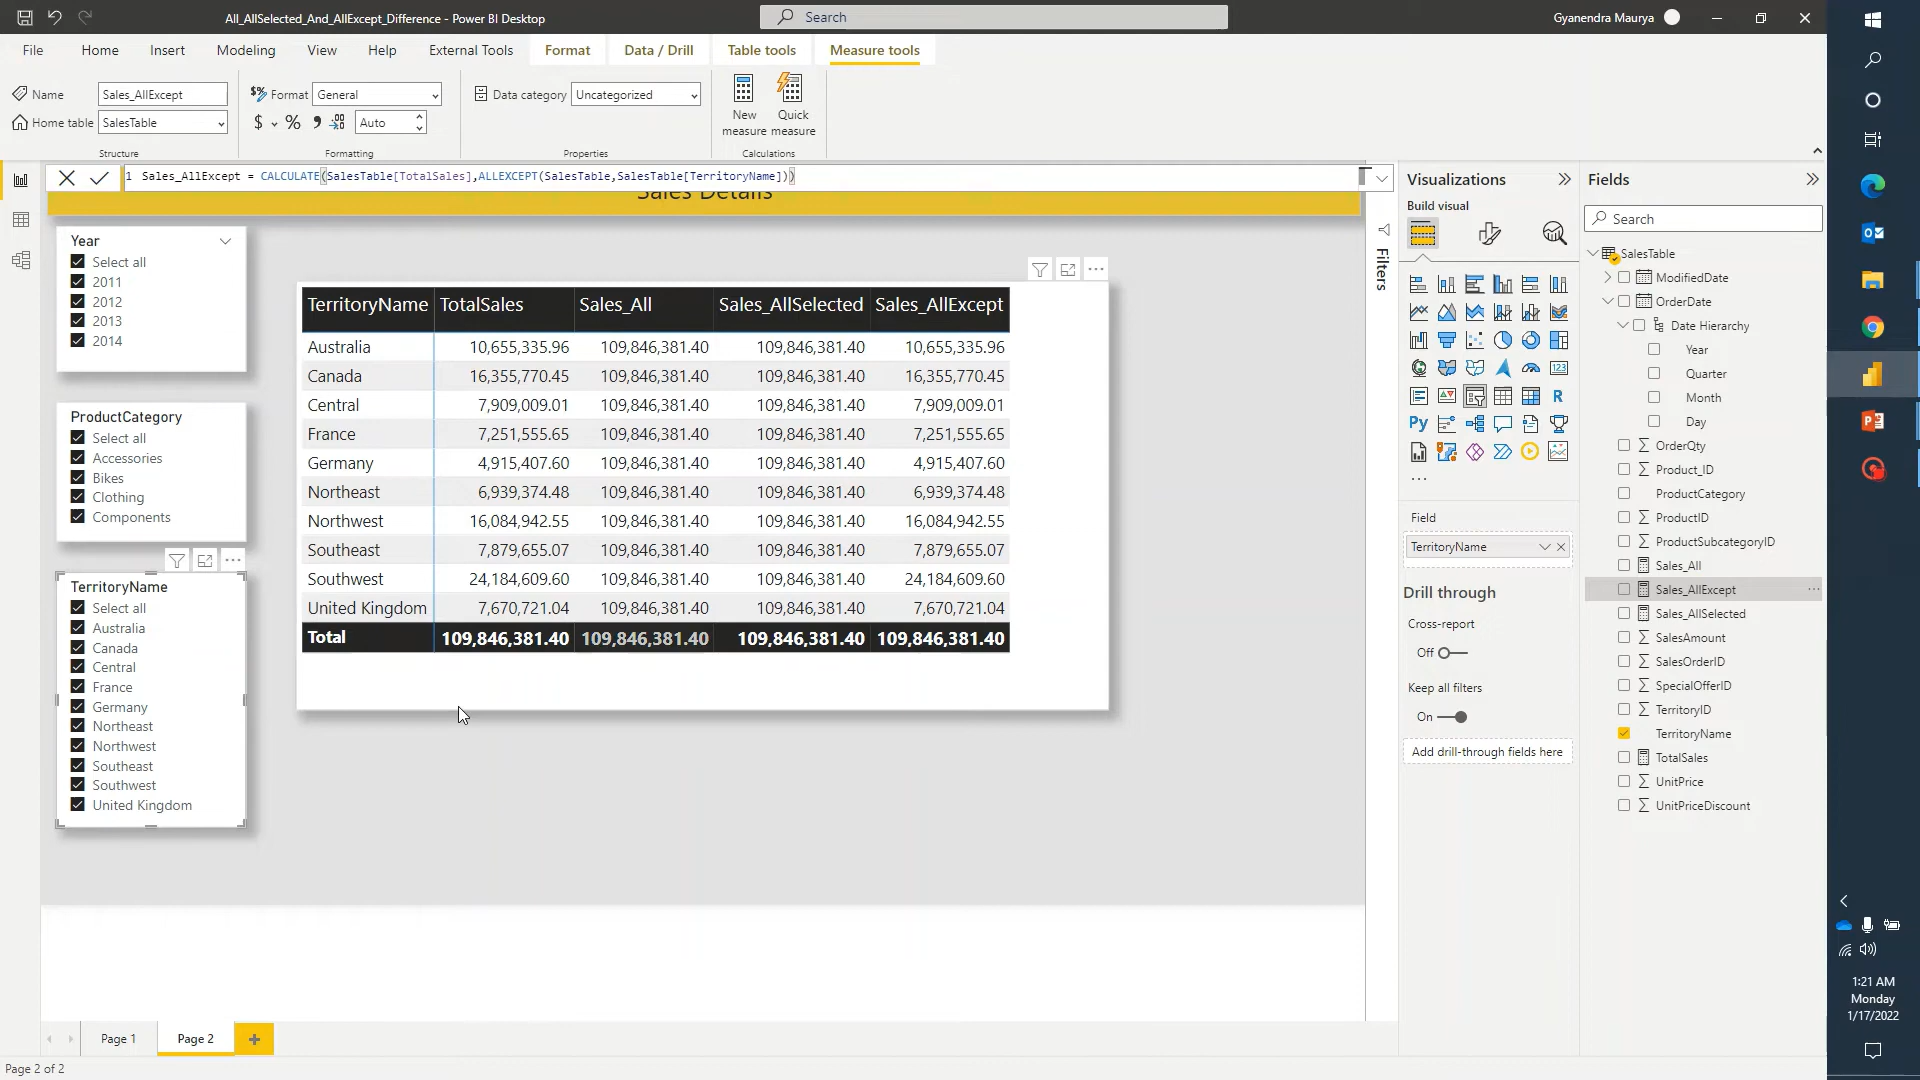 All_AllSelected_And_AllExcept_Difference - Power BI Desktop
Search
Gyanendra Maurya
File
Home
Insert
Modeling
View
Help
External Tools
Format
Data / Drill
Table tools
Measure tools
Name
Sales_AllExcept
Home table
SalesTable
Structure
Format
General
$ % 9
Auto
Formatting
Data category
Uncategorized
Properties
New measure
Quick measure
Calculations
1 Sales_AllExcept = CALCULATE(SalesTable[TotalSales],ALLEXCEPT(SalesTable,SalesTable[TerritoryName]))
Sales Details
Year
Select all
2011
2012
2013
2014
ProductCategory
Select all
Accessories
Bikes
Clothing
Components
TerritoryName
Select all
Australia
Canada
Central
France
Germany
Northeast
Northwest
Southeast
Southwest
United Kingdom
TerritoryName TotalSales Sales_All Sales_AllSelected Sales_AllExcept
Australia 10,655,335.96 109,846,381.40 109,846,381.40 10,655,335.96
Canada 16,355,770.45 109,846,381.40 109,846,381.40 16,355,770.45
Central 7,909,009.01 109,846,381.40 109,846,381.40 7,909,009.01
France 7,251,555.65 109,846,381.40 109,846,381.40 7,251,555.65
Germany 4,915,407.60 109,846,381.40 109,846,381.40 4,915,407.60
Northeast 6,939,374.48 109,846,381.40 109,846,381.40 6,939,374.48
Northwest 16,084,942.55 109,846,381.40 109,846,381.40 16,084,942.55
Southeast 7,879,655.07 109,846,381.40 109,846,381.40 7,879,655.07
Southwest 24,184,609.60 109,846,381.40 109,846,381.40 24,184,609.60
United Kingdom 7,670,721.04 109,846,381.40 109,846,381.40 7,670,721.04
Total 109,846,381.40 109,846,381.40 109,846,381.40 109,846,381.40
Filters
Visualizations
Build visual
123
R
Py
...
Field
TerritoryName
Drill through
Cross-report
Off
Keep all filters
On
Add drill-through fields here
Fields
Search
SalesTable
ModifiedDate
OrderDate
Date Hierarchy
Year
Quarter
Month
Day
OrderQty
Product_ID
ProductCategory
ProductID
ProductSubcategoryID
Sales_All
Sales_AllExcept
Sales_AllSelected
SalesAmount
SalesOrderID
SpecialOfferID
TerritoryID
TerritoryName
TotalSales
UnitPrice
UnitPriceDiscount
Page 1
Page 2
+
Page 2 of 2
1:21 AM
Monday
1/17/2022